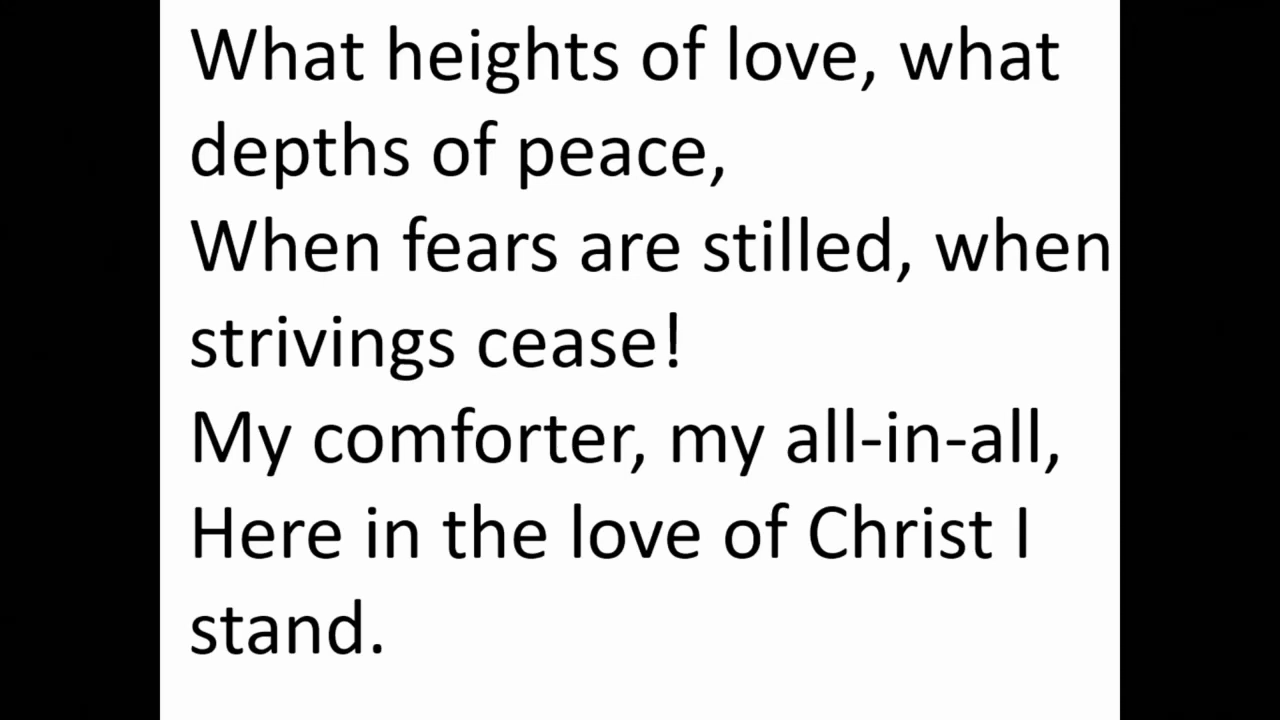 What heights of love, what
depths of peace,
When fears are stilled, when
strivings cease!
My comforter, my all-in-all,
Here in the love of Christ I
stand.